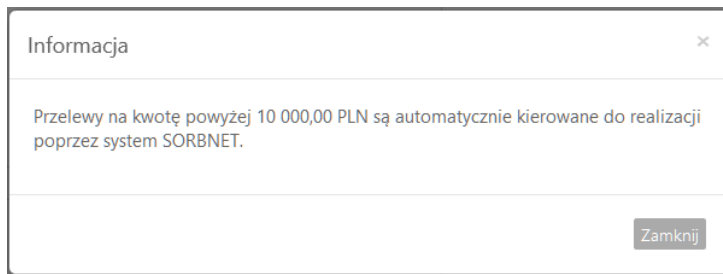 Informacja
×
Przelewy na kwotę powyżej 10 000,00 PLN są automatycznie kierowane do realizacji
poprzez system SORBNET.
Zamknij